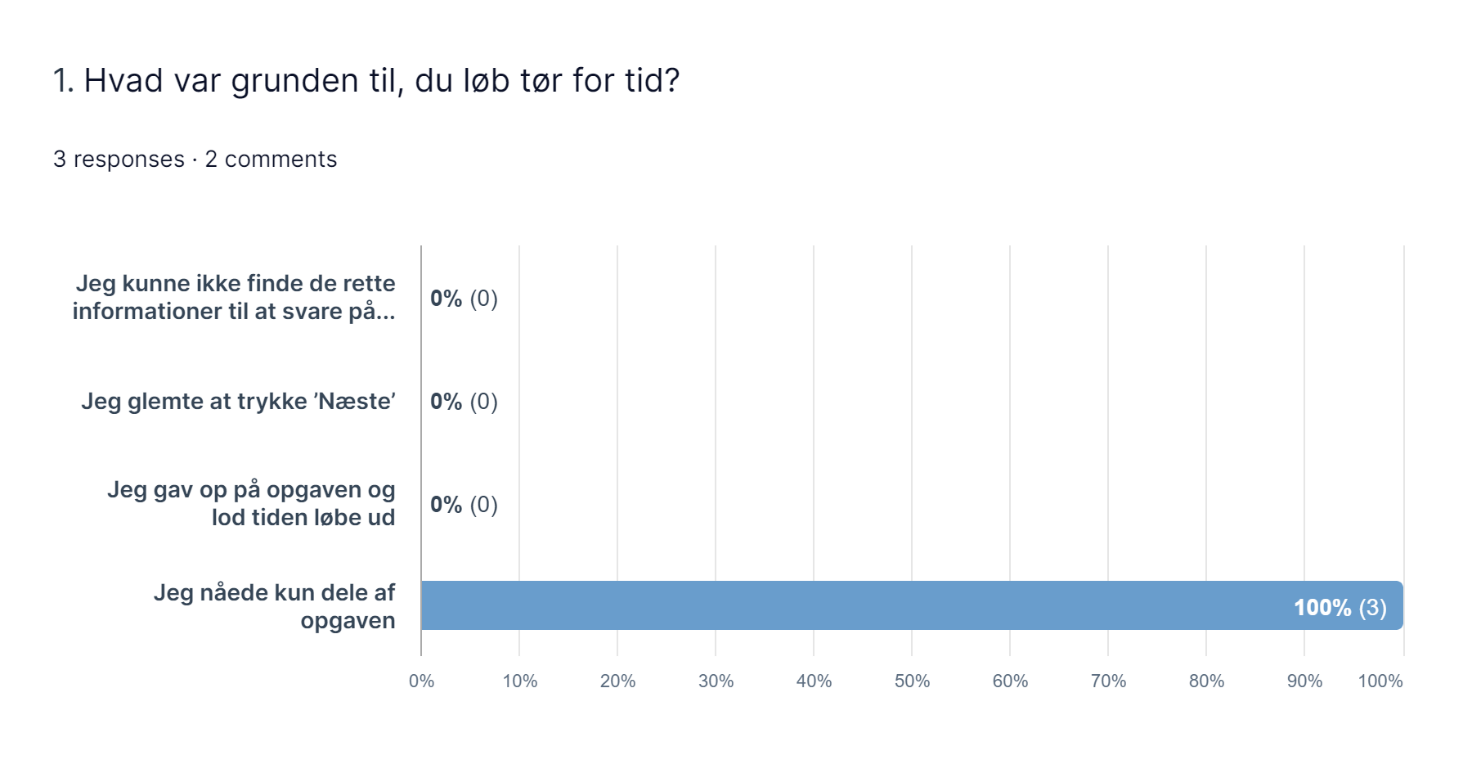 1. Hvad var grunden til, du løb tør for tid?
3 responses · 2 comments
Jeg kunne ikke finde de rette
informationer til at svare på...
0% (0)
Jeg glemte at trykke ’Næste’
0% (0)
Jeg gav op på opgaven og
lod tiden løbe ud
0% (0)
Jeg nåede kun dele af
opgaven
100% (3)
0% 10% 20% 30% 40% 50% 60% 70% 80% 90% 100%